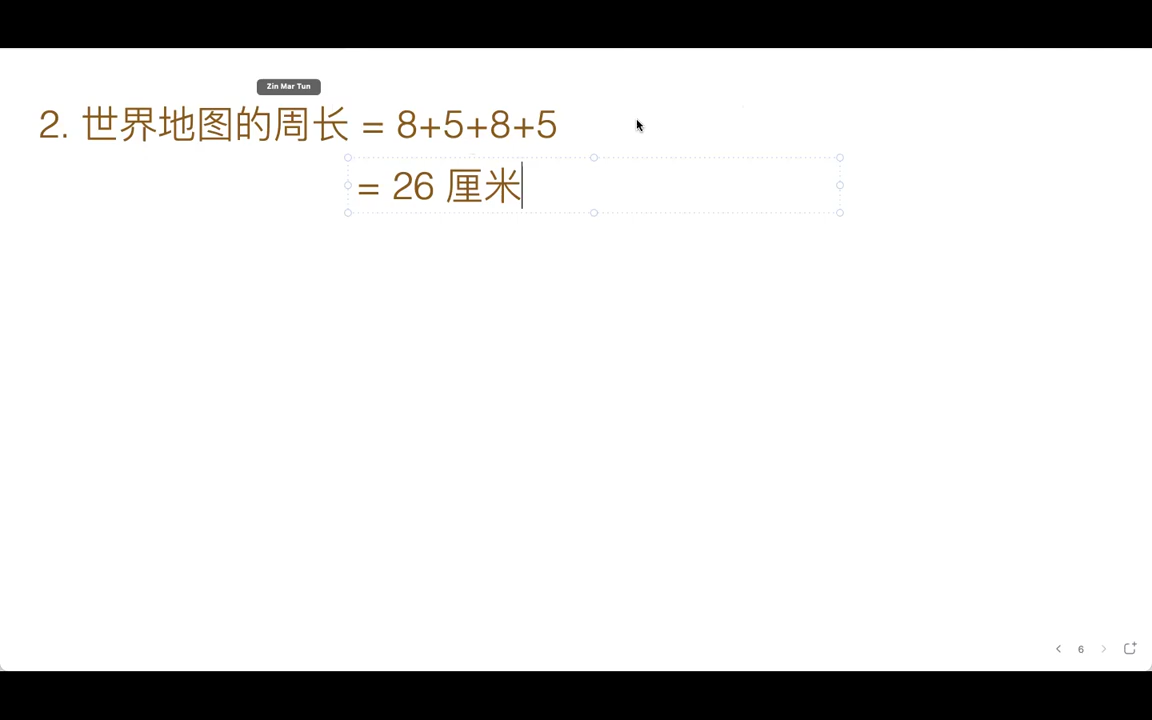 Zin Mar Tun
2. 世界地图的周长 = 8+5+8+5
= 26 厘米
6